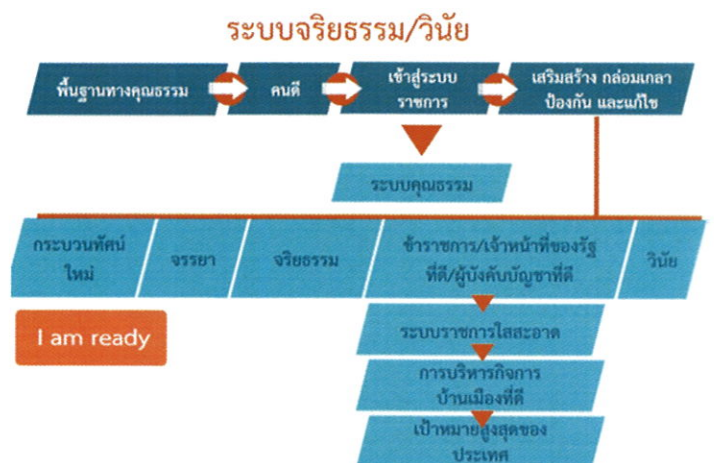 ระบบจริยธรรม/วินัย
พื้นฐานทางคุณธรรม
คนดี
เข้าสู่ระบบ
ราชการ
เสริมสร้าง กล่อมเกลา
ป้องกัน และแก้ไข
ระบบคุณธรรม
กระบวนทัศน์
ใหม่
จรรยา
จริยธรรม
ข้าราชการ/เจ้าหน้าที่ของรัฐ
ที่ดี/ผู้บังคับบัญชาที่ดี
วินัย
I am ready
ระบบราชการใสสะอาด
การบริหารกิจการ
บ้านเมืองที่ดี
เป้าหมายสูงสุดของ
ประเทศ